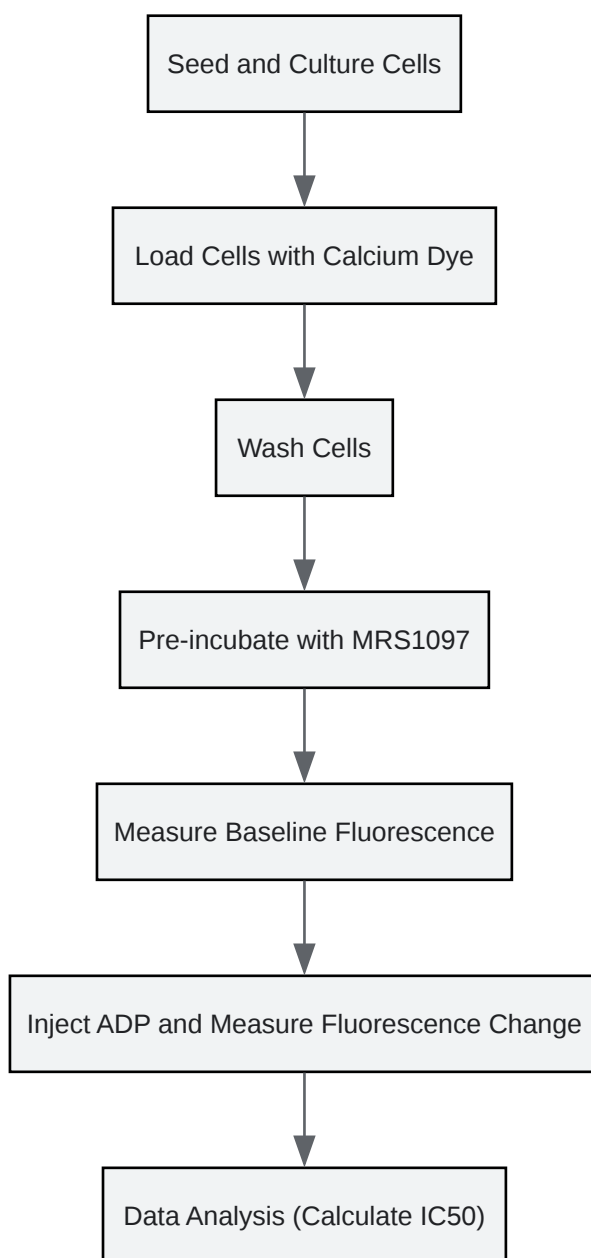 Seed and Culture Cells
Load Cells with Calcium Dye
Wash Cells
Pre-incubate with MRS1097
Measure Baseline Fluorescence
Inject ADP and Measure Fluorescence Change
Data Analysis (Calculate IC50)